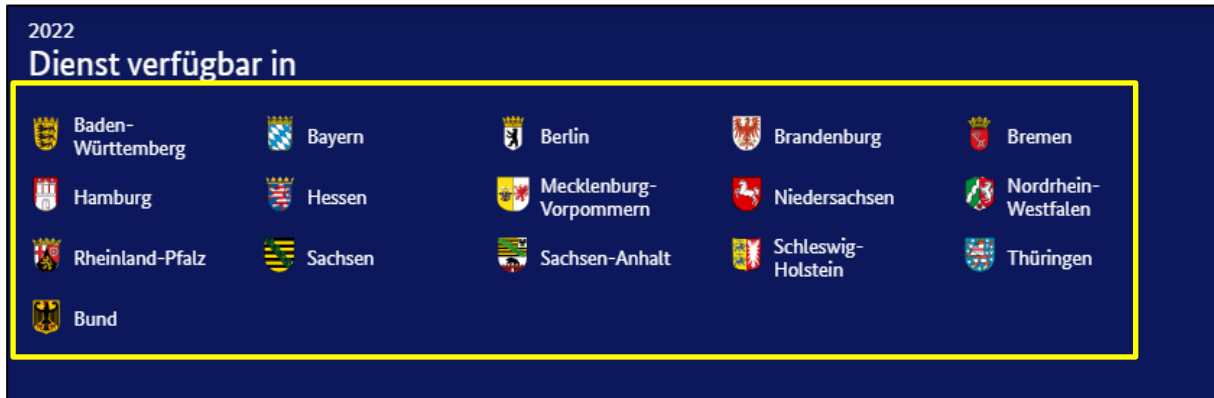 2022
Dienst verfügbar in
Baden-
Württemberg
Bayern
Berlin
Brandenburg
Bremen
Hamburg
Hessen
Mecklenburg-
Vorpommern
Niedersachsen
Nordrhein-
Westfalen
Rheinland-Pfalz
Sachsen
Sachsen-Anhalt
Schleswig-
Holstein
Thüringen
Bund